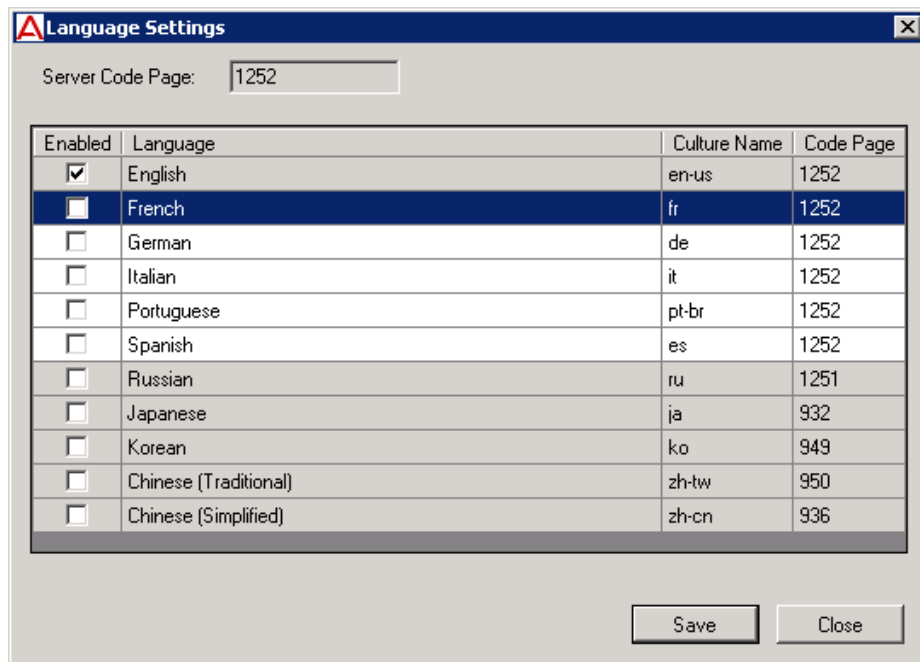 Language Settings
Server Code Page: 1252
Enabled Language Culture Name Code Page
English en-us 1252
French fr 1252
German de 1252
Italian it 1252
Portuguese pt-br 1252
Spanish es 1252
Russian ru 1251
Japanese ja 932
Korean ko 949
Chinese (Traditional) zh-tw 950
Chinese (Simplified) zh-cn 936
Save Close